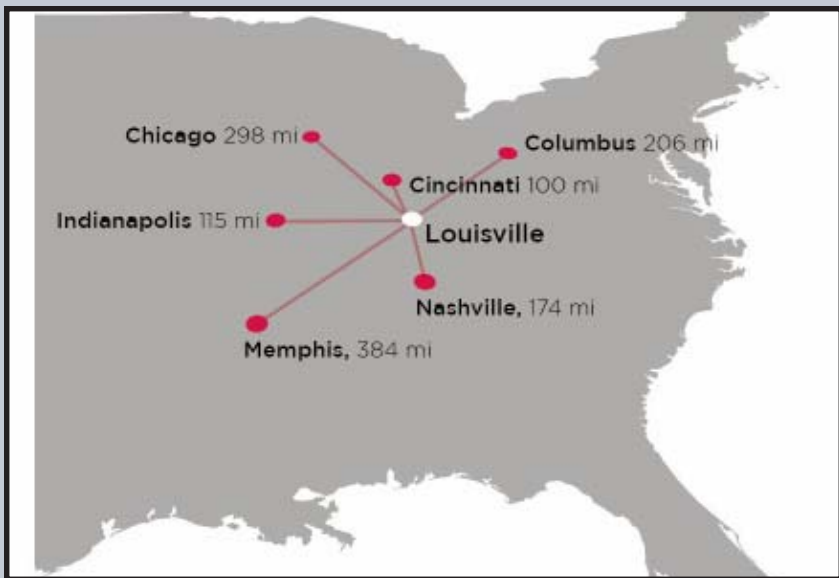 Chicago 298 mi
Columbus 206 mi
Cincinnati 100 mi
Indianapolis 115 mi
Louisville
Nashville, 174 mi
Memphis, 384 mi